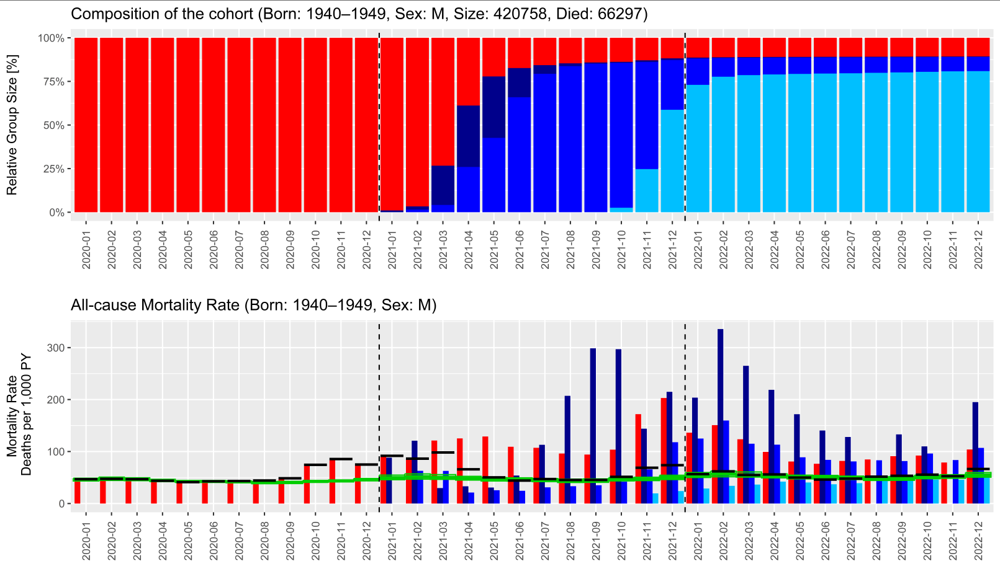 Composition of the cohort (Born: 1940–1949, Sex: M, Size: 420758, Died: 66297)
Relative Group Size [%]
100%
75%
50%
25%
0%
2020-01 2020-02 2020-03 2020-04 2020-05 2020-06 2020-07 2020-08 2020-09 2020-10 2020-11 2020-12 2021-01 2021-02 2021-03 2021-04 2021-05 2021-06 2021-07 2021-08 2021-09 2021-10 2021-11 2021-12 2022-01 2022-02 2022-03 2022-04 2022-05 2022-06 2022-07 2022-08 2022-09 2022-10 2022-11 2022-12
All-cause Mortality Rate (Born: 1940–1949, Sex: M)
Mortality Rate
Deaths per 1,000 PY
300
200
100
0
2020-01 2020-02 2020-03 2020-04 2020-05 2020-06 2020-07 2020-08 2020-09 2020-10 2020-11 2020-12 2021-01 2021-02 2021-03 2021-04 2021-05 2021-06 2021-07 2021-08 2021-09 2021-10 2021-11 2021-12 2022-01 2022-02 2022-03 2022-04 2022-05 2022-06 2022-07 2022-08 2022-09 2022-10 2022-11 2022-12